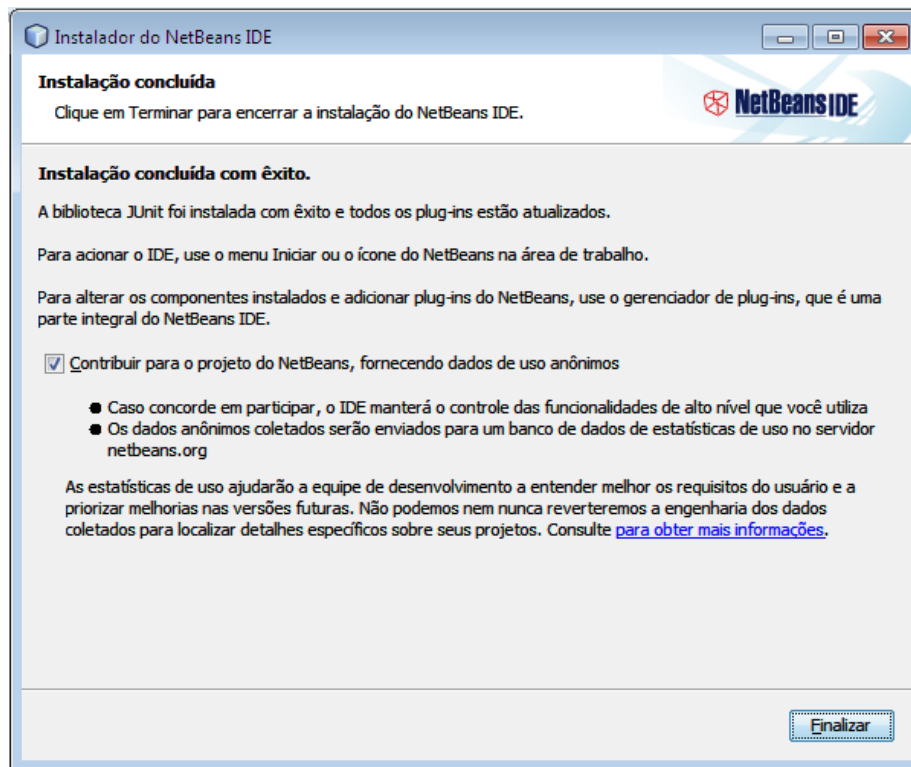 Instalador do NetBeans IDE
Instalação concluída
Clique em Terminar para encerrar a instalação do NetBeans IDE.
NetBeans IDE
Instalação concluída com êxito.
A biblioteca JUnit foi instalada com êxito e todos os plug-ins estão atualizados.
Para acionar o IDE, use o menu Iniciar ou o ícone do NetBeans na área de trabalho.
Para alterar os componentes instalados e adicionar plug-ins do NetBeans, use o gerenciador de plug-ins, que é uma
parte integral do NetBeans IDE.
Contribuir para o projeto do NetBeans, fornecendo dados de uso anônimos
● Caso concorde em participar, o IDE manterá o controle das funcionalidades de alto nível que você utiliza
● Os dados anônimos coletados serão enviados para um banco de dados de estatísticas de uso no servidor
netbeans.org
As estatísticas de uso ajudarão a equipe de desenvolvimento a entender melhor os requisitos do usuário e a
priorizar melhorias nas versões futuras. Não podemos nem nunca reverteremos a engenharia dos dados
coletados para localizar detalhes específicos sobre seus projetos. Consulte para obter mais informações.
Finalizar